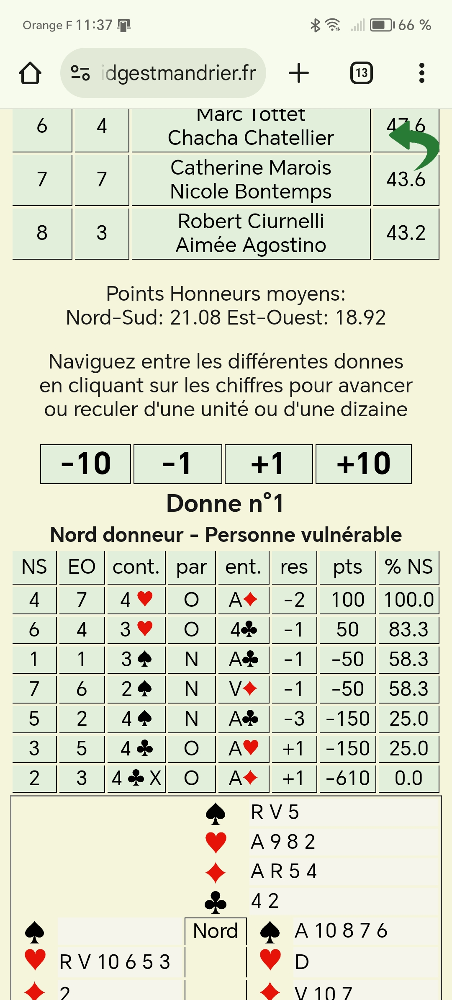 Orange F 11:37 66 %
idgestmandrier.fr 13
6 4 Marc Tottet Chacha Chatellier 47.6
7 7 Catherine Marois Nicole Bontemps 43.6
8 3 Robert Ciurnelli Aimée Agostino 43.2
Points Honneurs moyens:
Nord-Sud: 21.08 Est-Ouest: 18.92
Naviguez entre les différentes donnes
en cliquant sur les chiffres pour avancer
ou reculer d'une unité ou d'une dizaine
-10 -1 +1 +10
Donne n°1
Nord donneur - Personne vulnérable
NS EO cont. par ent. res pts % NS
4 7 4 ♥ O A♦ -2 100 100.0
6 4 3 ♥ O 4♣ -1 50 83.3
1 1 3 ♠ N A♣ -1 -50 58.3
7 6 2 ♠ N V♦ -1 -50 58.3
5 2 4 ♠ N A♣ -3 -150 25.0
3 5 4 ♣ O A♥ +1 -150 25.0
2 3 4 ♣ X O A♦ +1 -610 0.0
♠ R V 5
♥ A 9 8 2
♦ A R 5 4
♣ 4 2
♠ Nord ♠ A 10 8 7 6
♥ R V 10 6 5 3 ♥ D
♦ 2 ♦ V 10 7